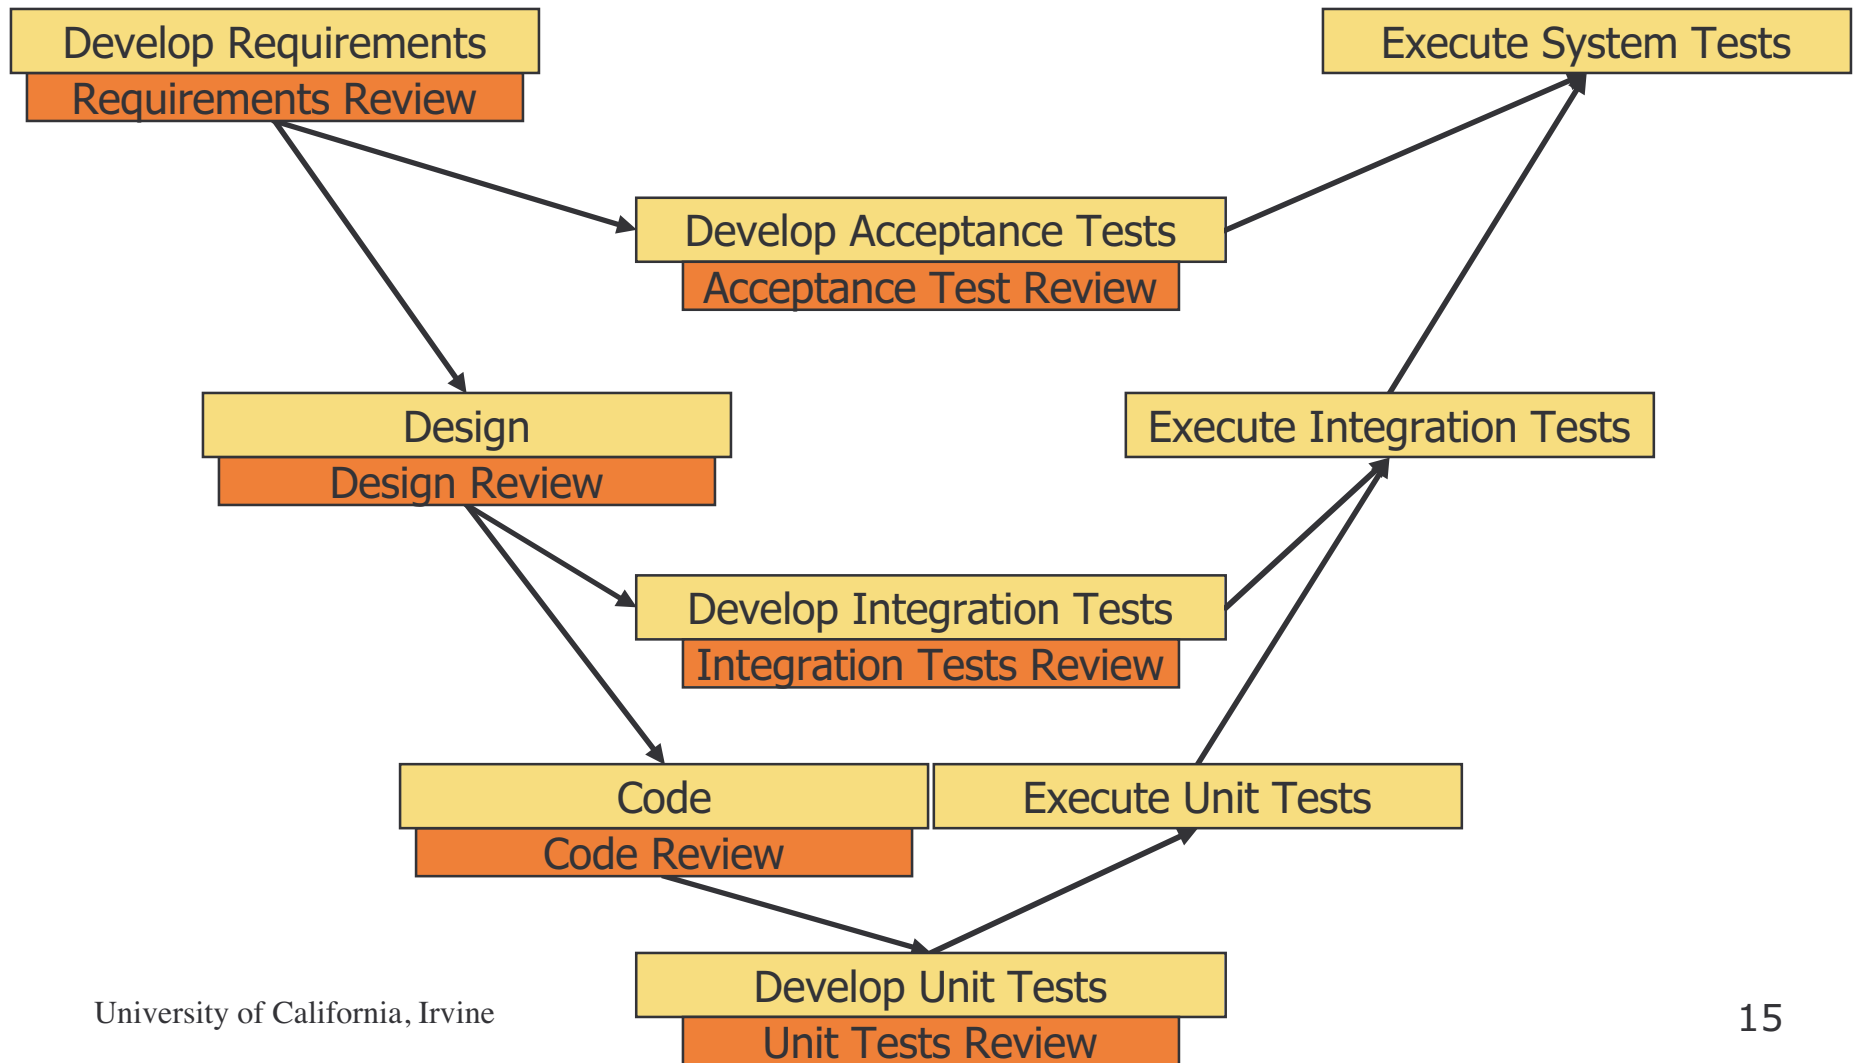 Develop Requirements
Requirements Review
Execute System Tests
Develop Acceptance Tests
Acceptance Test Review
Design
Design Review
Execute Integration Tests
Develop Integration Tests
Integration Tests Review
Code
Code Review
Execute Unit Tests
Develop Unit Tests
Unit Tests Review
University of California, Irvine
15